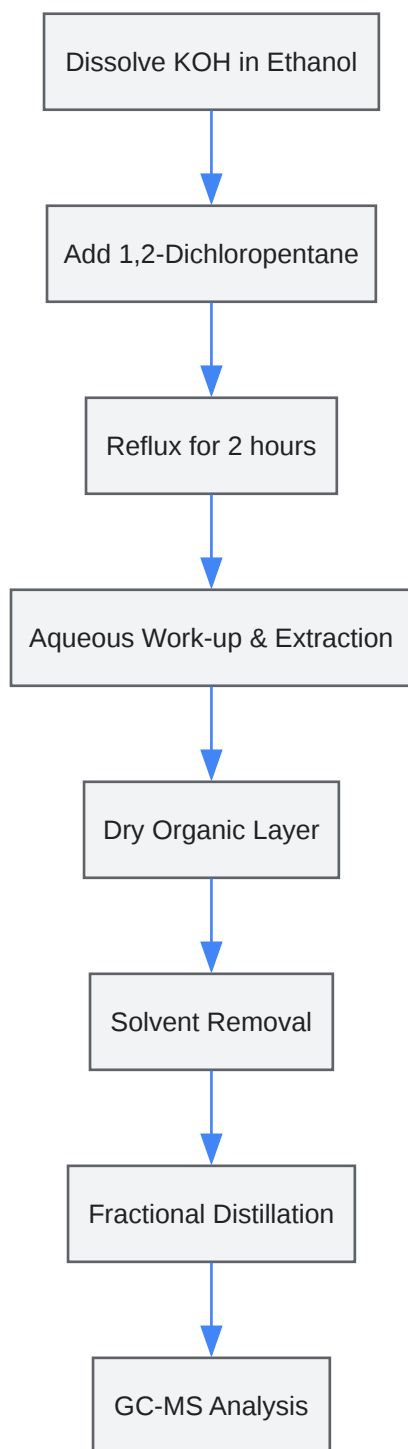 Dissolve KOH in Ethanol
Add 1,2-Dichloropentane
Reflux for 2 hours
Aqueous Work-up & Extraction
Dry Organic Layer
Solvent Removal
Fractional Distillation
GC-MS Analysis